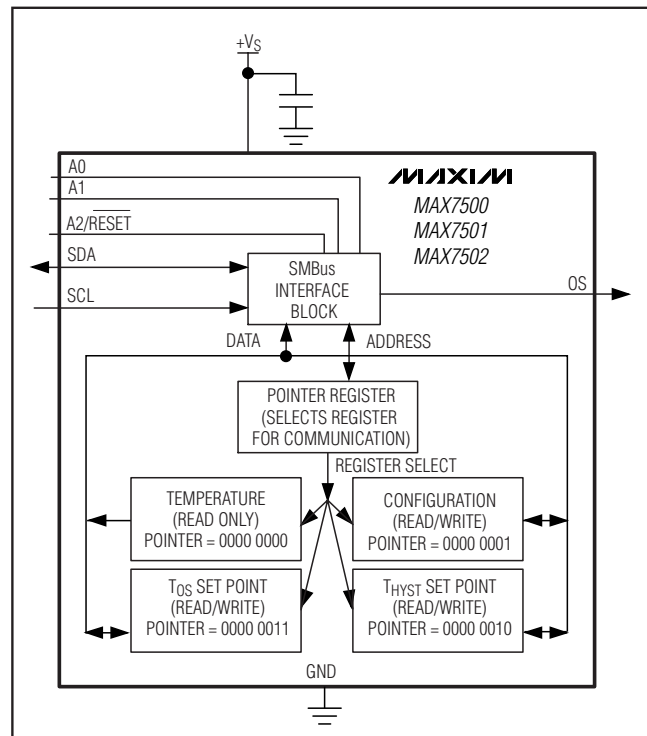 +VS
A0
A1
A2/RESET
SDA
SCL
MAXIM
MAX7500
MAX7501
MAX7502
SMBus
INTERFACE
BLOCK
OS
DATA
ADDRESS
POINTER REGISTER
(SELECTS REGISTER
FOR COMMUNICATION)
REGISTER SELECT
TEMPERATURE
(READ ONLY)
POINTER = 0000 0000
CONFIGURATION
(READ/WRITE)
POINTER = 0000 0001
TOS SET POINT
(READ/WRITE)
POINTER = 0000 0011
THYST SET POINT
(READ/WRITE)
POINTER = 0000 0010
GND